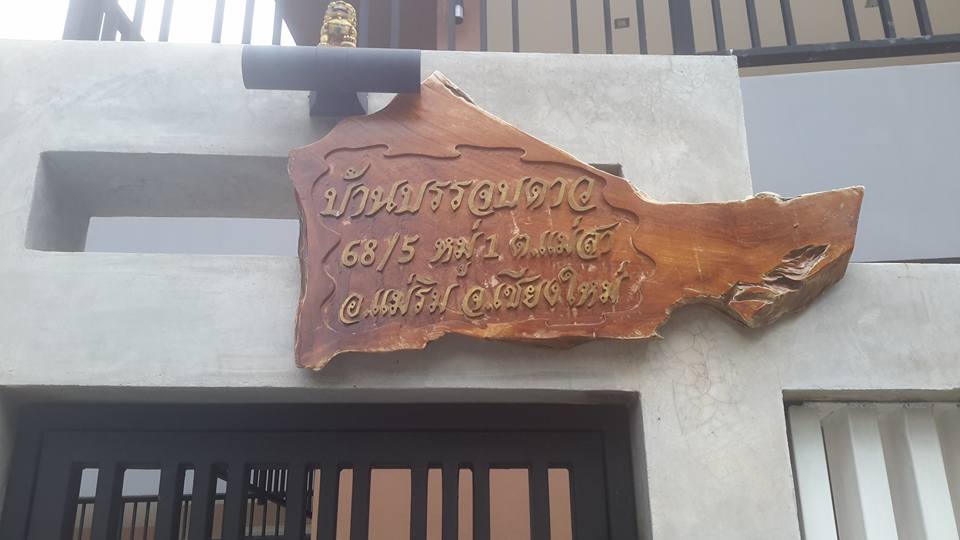 บ้านบรรจบดาว
68/5 หมู่ 1 ต.แม่สา
อ.แม่ริม จ.เชียงใหม่